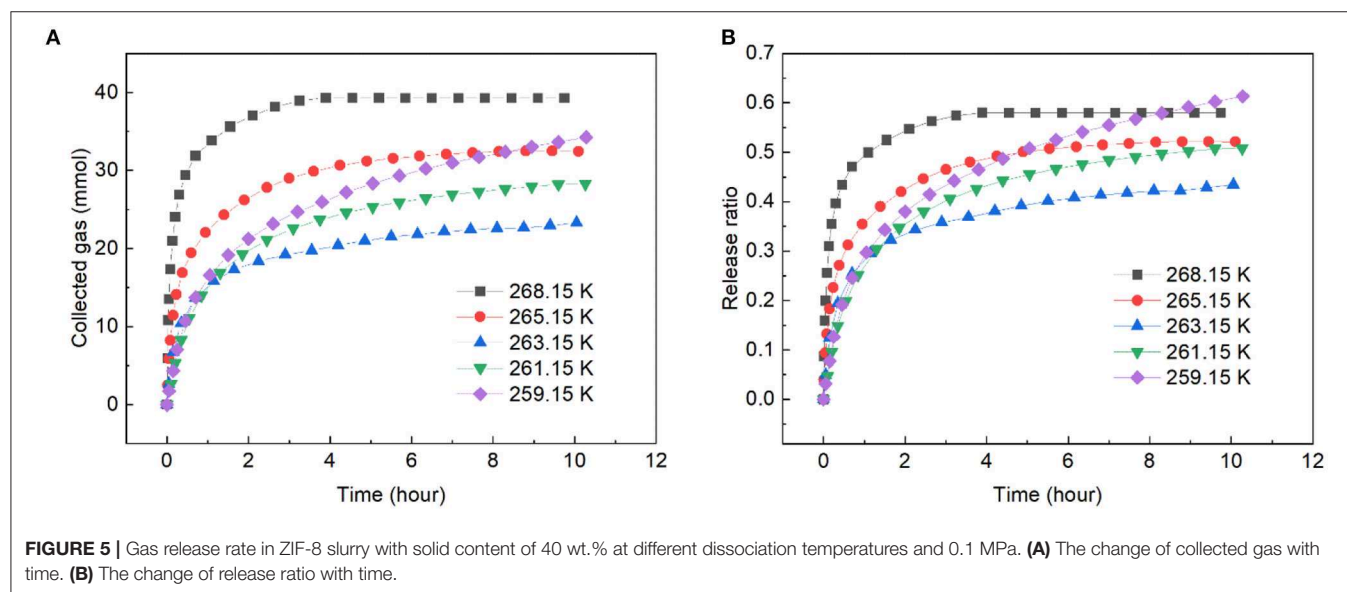 A
Collected gas (mmol)
40
30
20
10
0
268.15 K
265.15 K
263.15 K
261.15 K
259.15 K
0 2 4 6 8 10 12
Time (hour)
B
Release ratio
0.7
0.6
0.5
0.4
0.3
0.2
0.1
0.0
268.15 K
265.15 K
263.15 K
261.15 K
259.15 K
0 2 4 6 8 10 12
Time (hour)
FIGURE 5 | Gas release rate in ZIF-8 slurry with solid content of 40 wt.% at different dissociation temperatures and 0.1 MPa. (A) The change of collected gas with
time. (B) The change of release ratio with time.